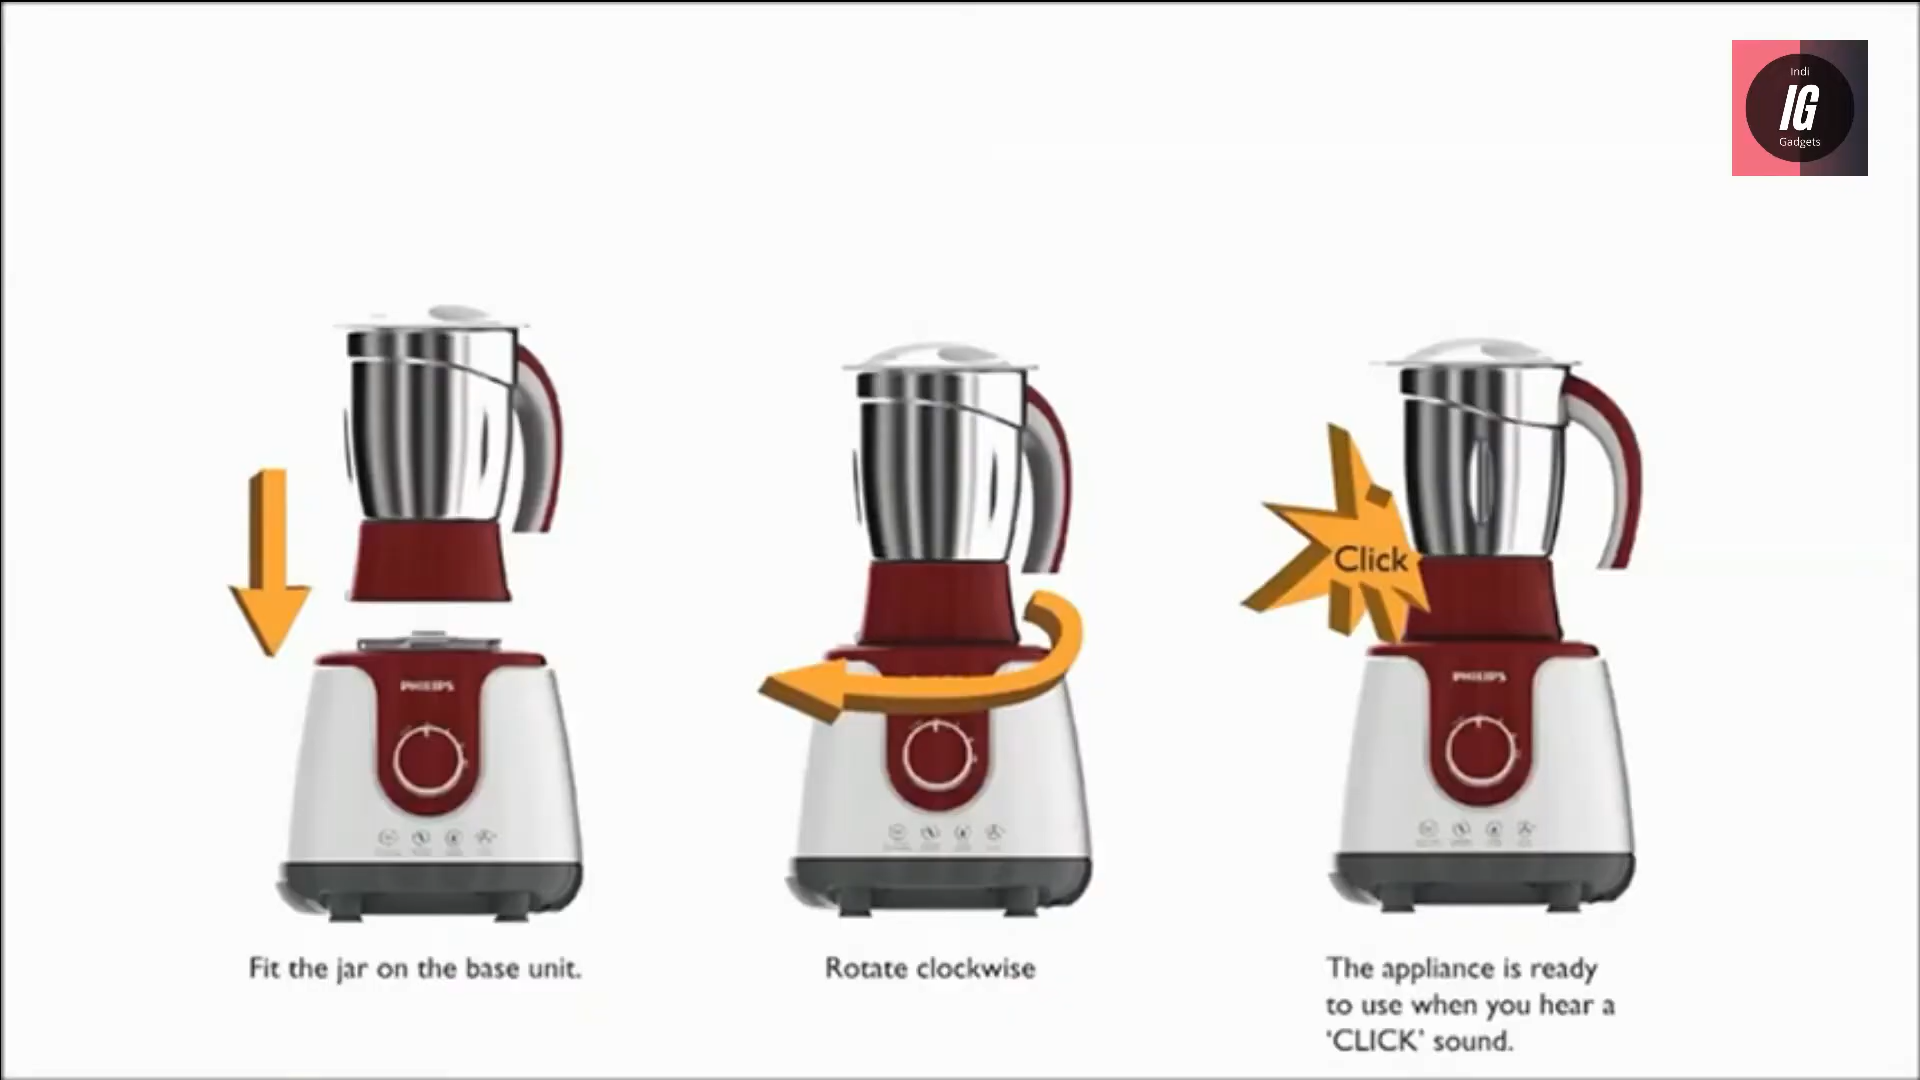 Indi
IG
Gadgets
Click
PHILIPS
PHILIPS
Fit the jar on the base unit.
Rotate clockwise
The appliance is ready
to use when you hear a
‘CLICK’ sound.